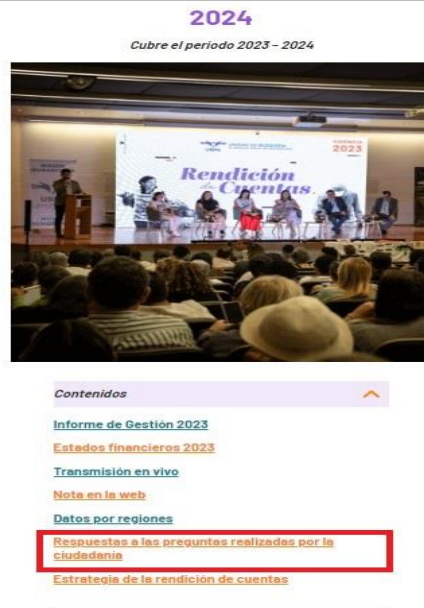 2024
Cubre el periodo 2023 – 2024
2023
Rendición
de Cuentas
Contenidos
Informe de Gestión 2023
Estados financieros 2023
Transmisión en vivo
Nota en la web
Datos por regiones
Respuestas a las preguntas realizadas por la
ciudadanía
Estrategia de la rendición de cuentas